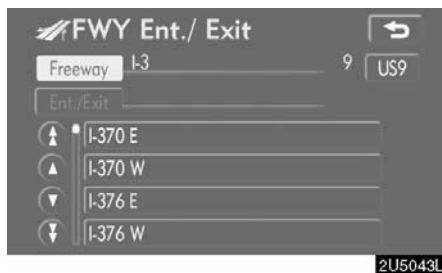 FWY Ent./ Exit
Freeway I-3 9 US9
Ent./Exit
I-370 E
I-370 W
I-376 E
I-376 W
2U5043L